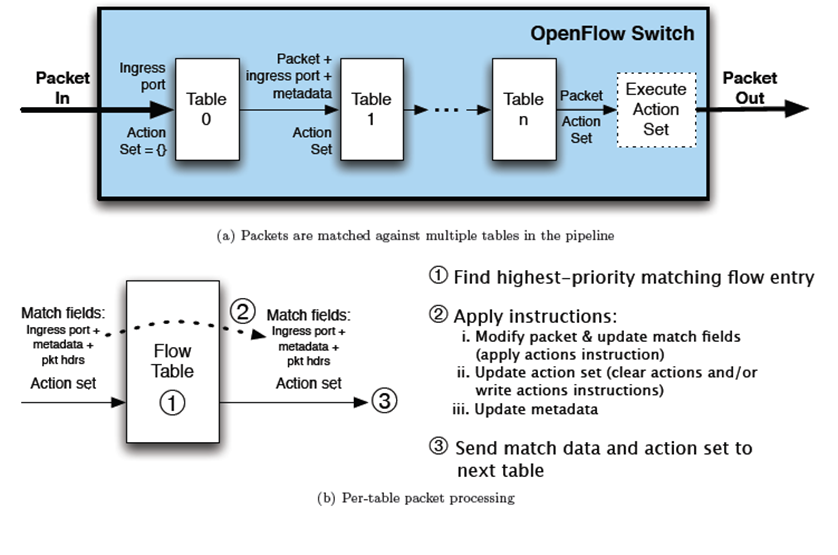 OpenFlow Switch
Packet
In
Ingress
port
Action
Set = {}
Table
0
Packet +
ingress port +
metadata
Action
Set
Table
1
...
Table
n
Packet
Action
Set
Execute
Action
Set
Packet
Out
(a) Packets are matched against multiple tables in the pipeline
Match fields:
Ingress port +
metadata +
pkt hdrs
Action set
Flow
Table
①
②
Match fields:
Ingress port +
metadata +
pkt hdrs
Action set
③
① Find highest-priority matching flow entry
② Apply instructions:
i. Modify packet & update match fields
(apply actions instruction)
ii. Update action set (clear actions and/or
write actions instructions)
iii. Update metadata
③ Send match data and action set to
next table
(b) Per-table packet processing